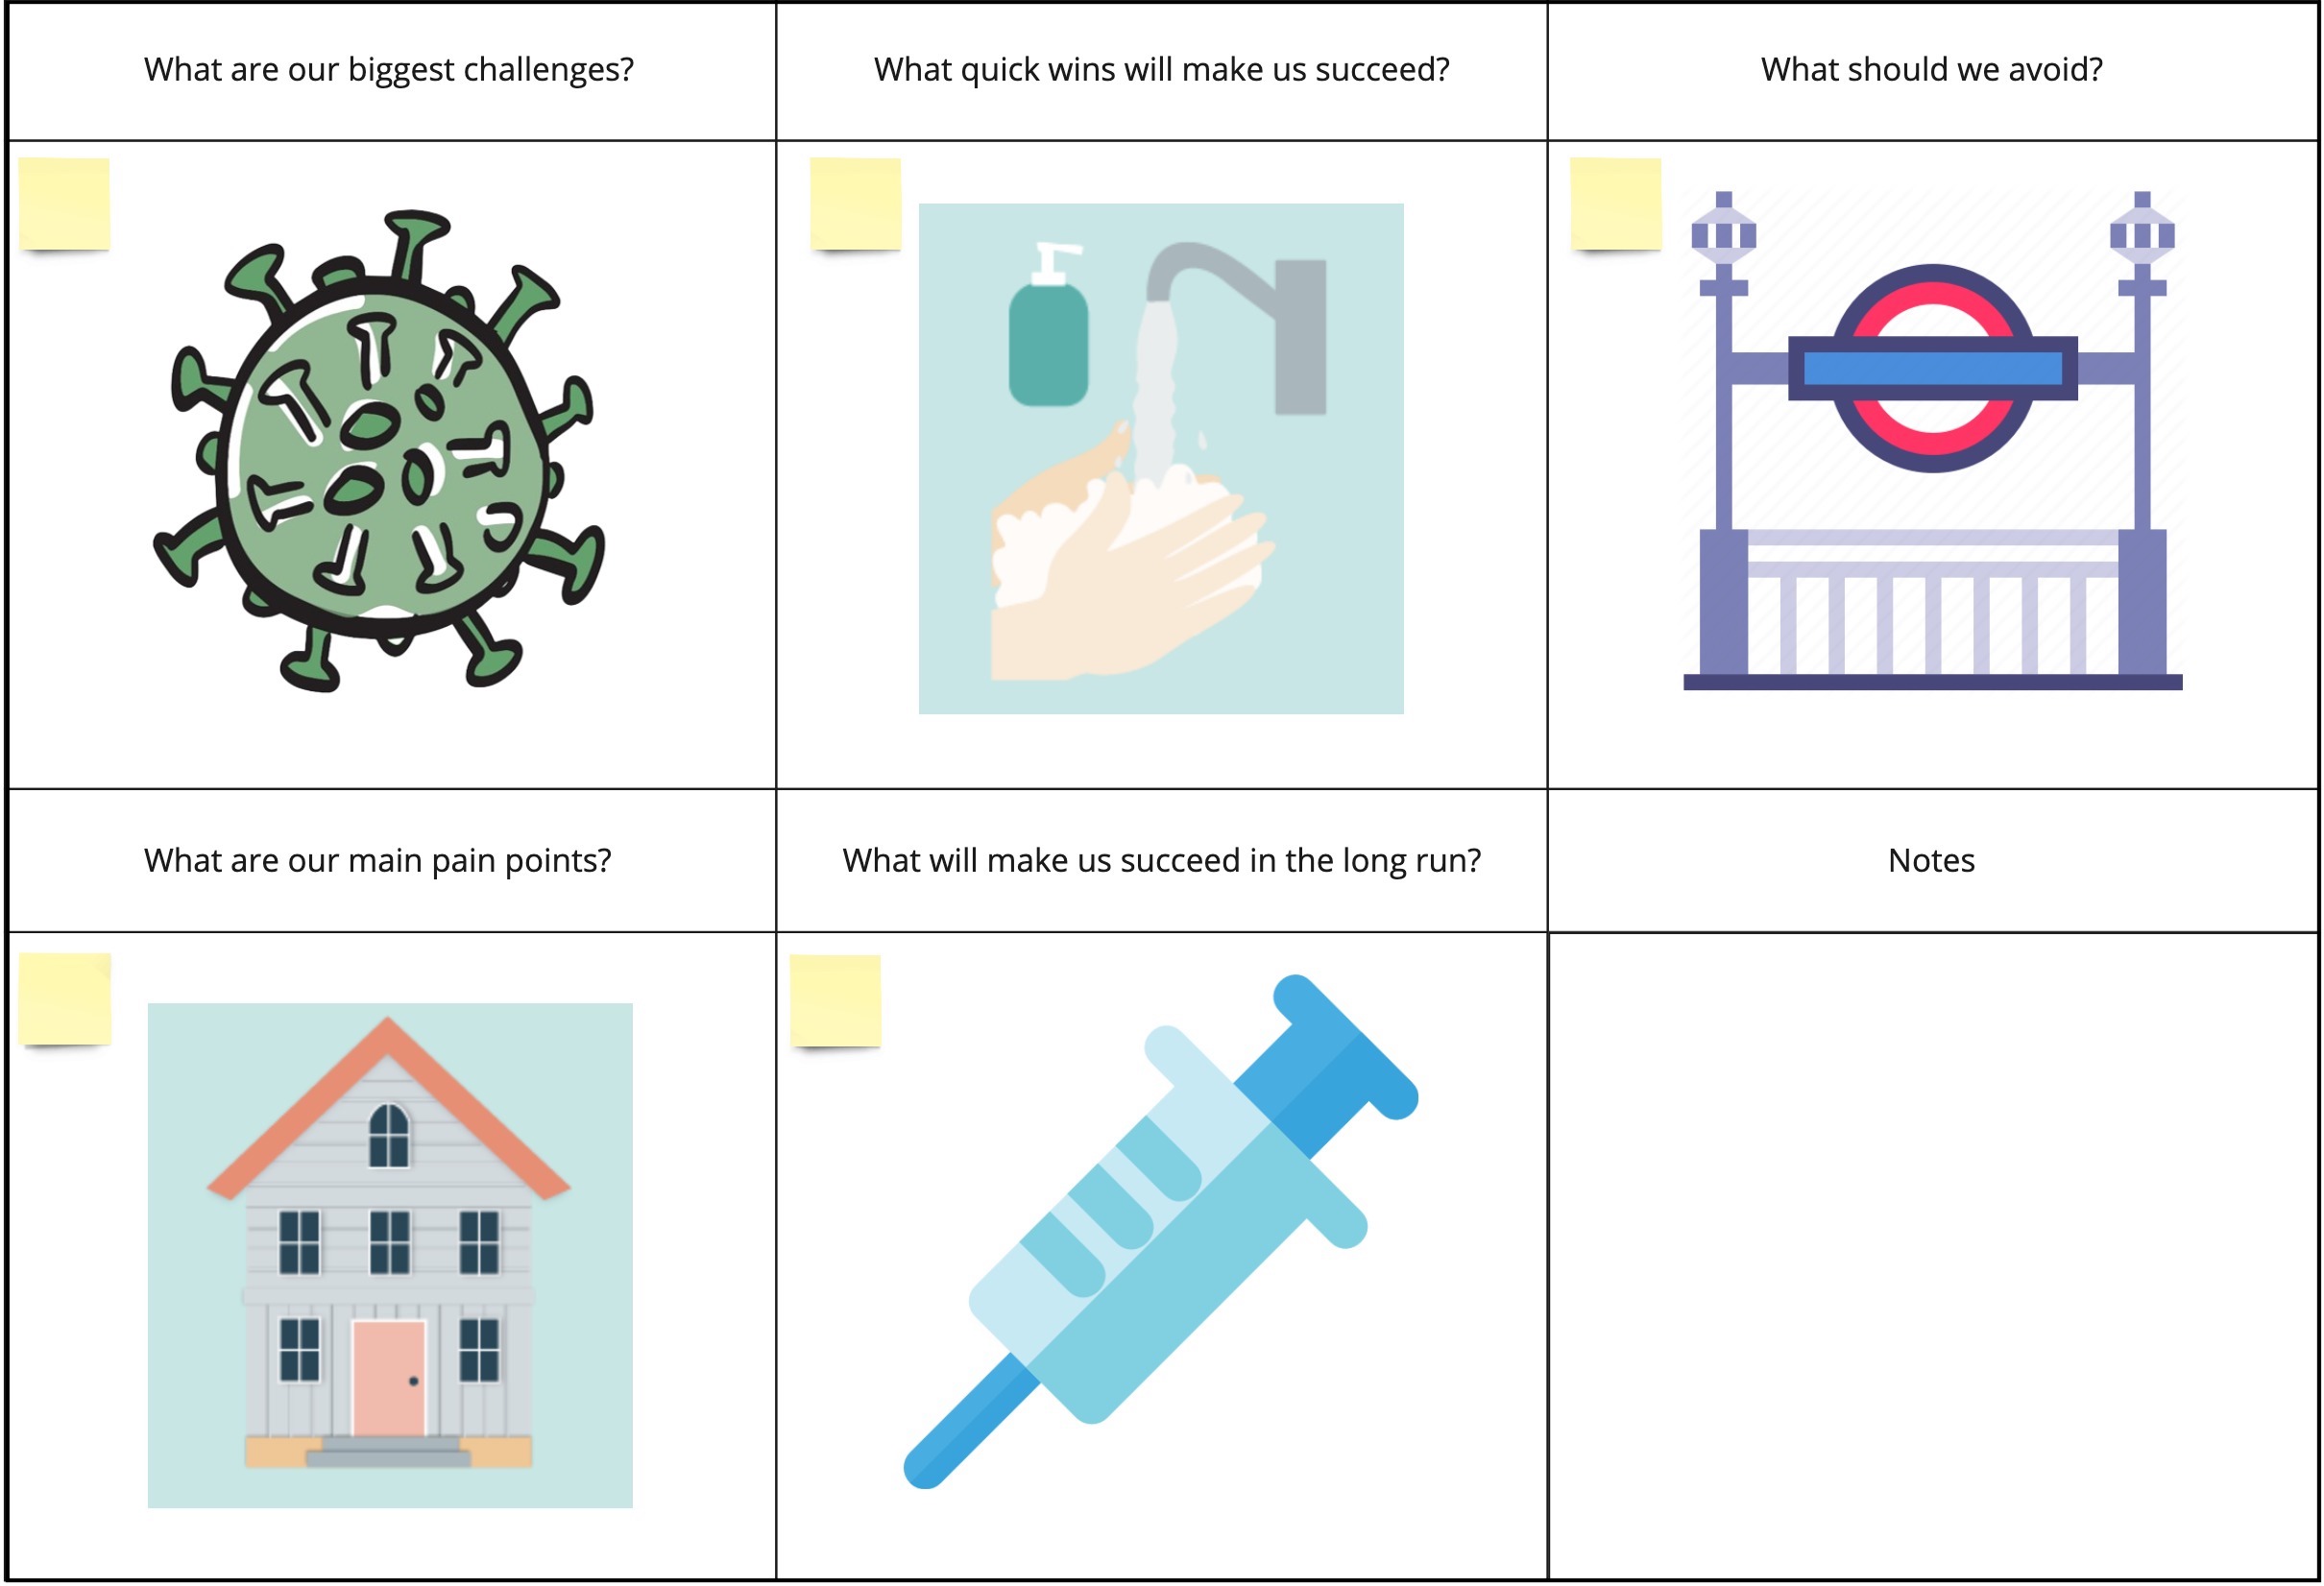 What are our biggest challenges?
What quick wins will make us succeed?
What should we avoid?
What are our main pain points?
What will make us succeed in the long run?
Notes